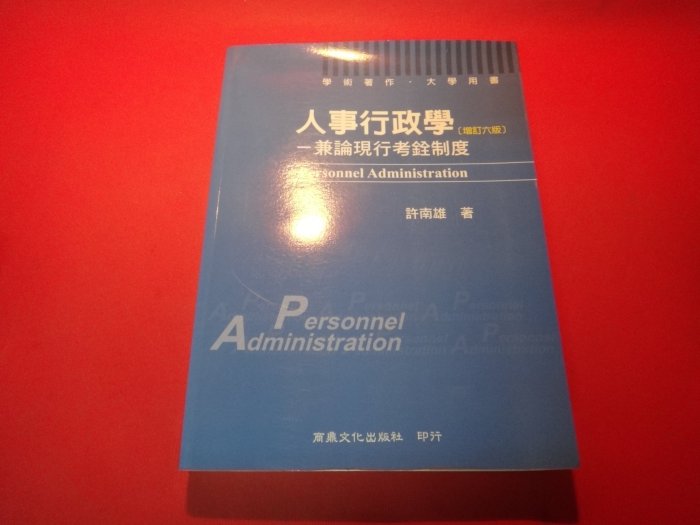 學術著作．大學用書
人事行政學（增訂六版）
－兼論現行考銓制度
Personnel Administration
許南雄 著
Personnel
Administration
商鼎文化出版社 印行